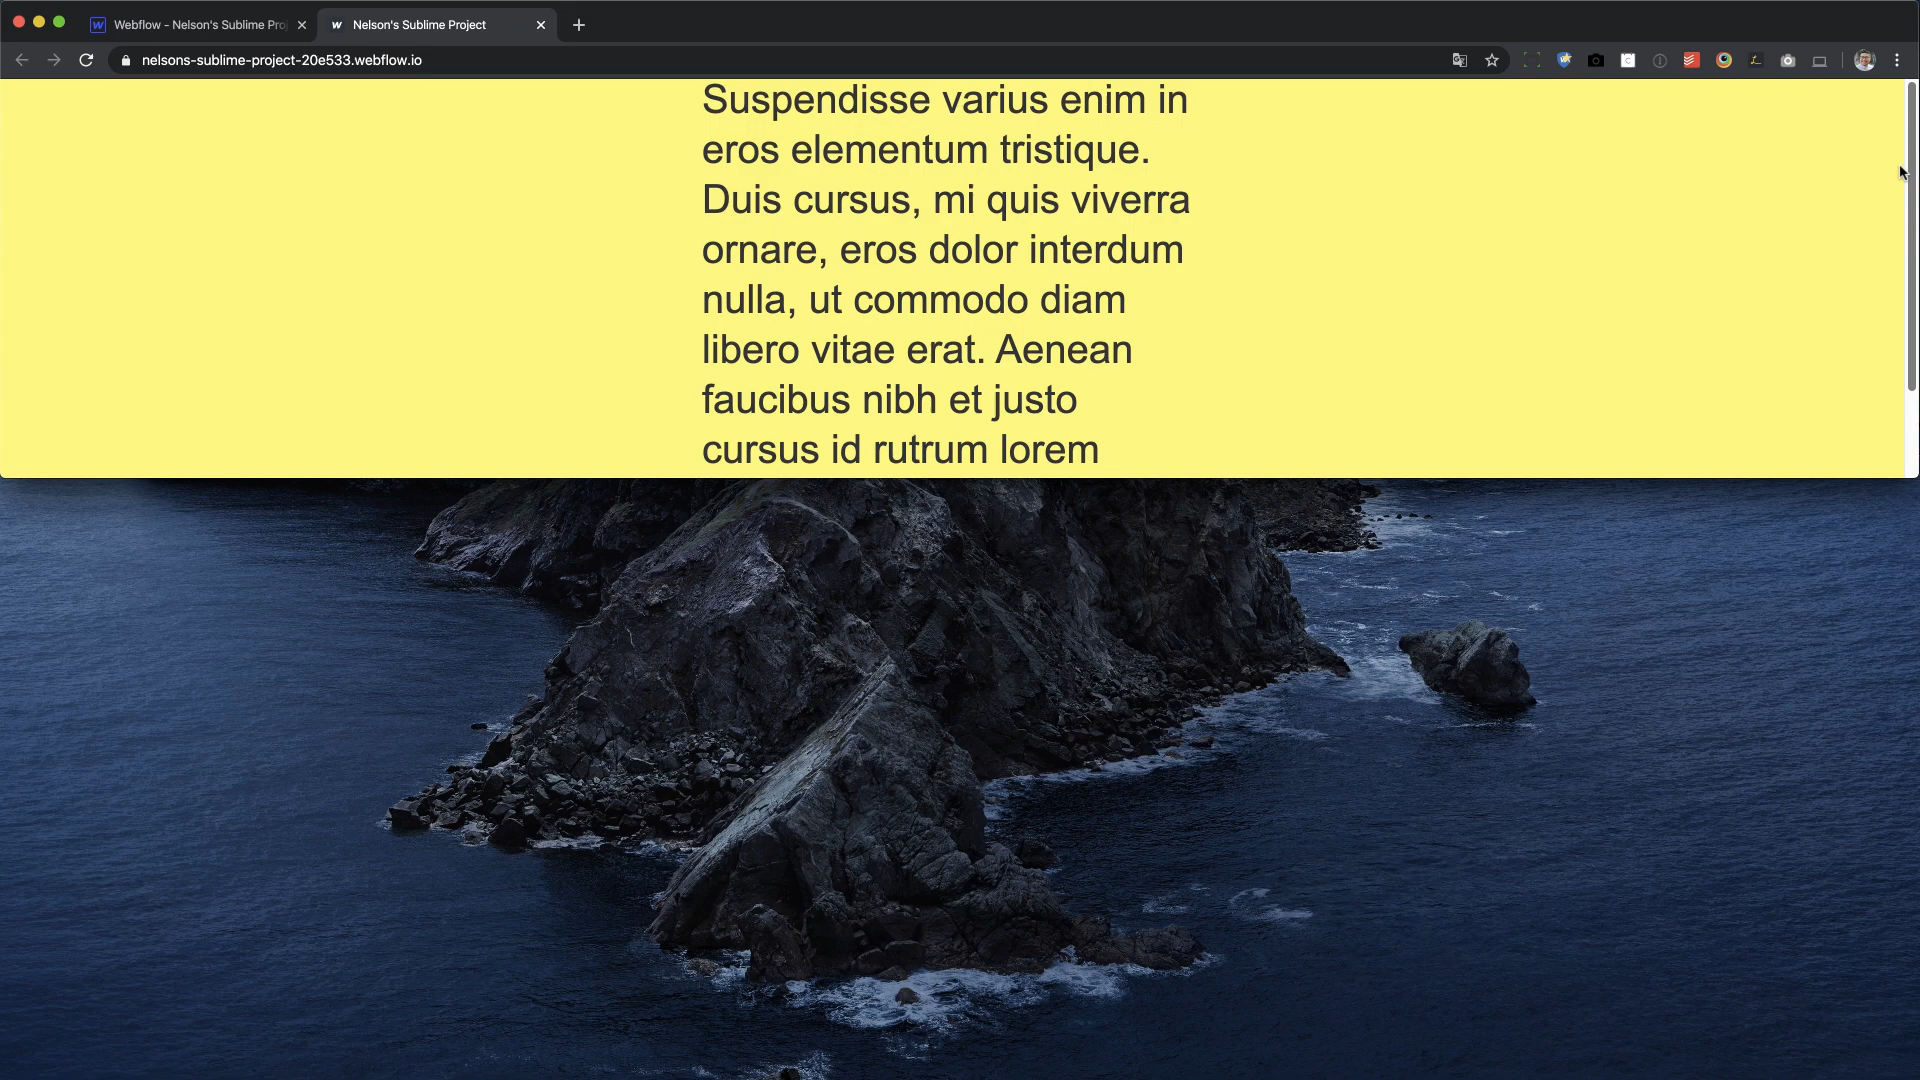 Webflow - Nelson's Sublime Pro
Nelson's Sublime Project
nelsons-sublime-project-20e533.webflow.io
Suspendisse varius enim in
eros elementum tristique.
Duis cursus, mi quis viverra
ornare, eros dolor interdum
nulla, ut commodo diam
libero vitae erat. Aenean
faucibus nibh et justo
cursus id rutrum lorem